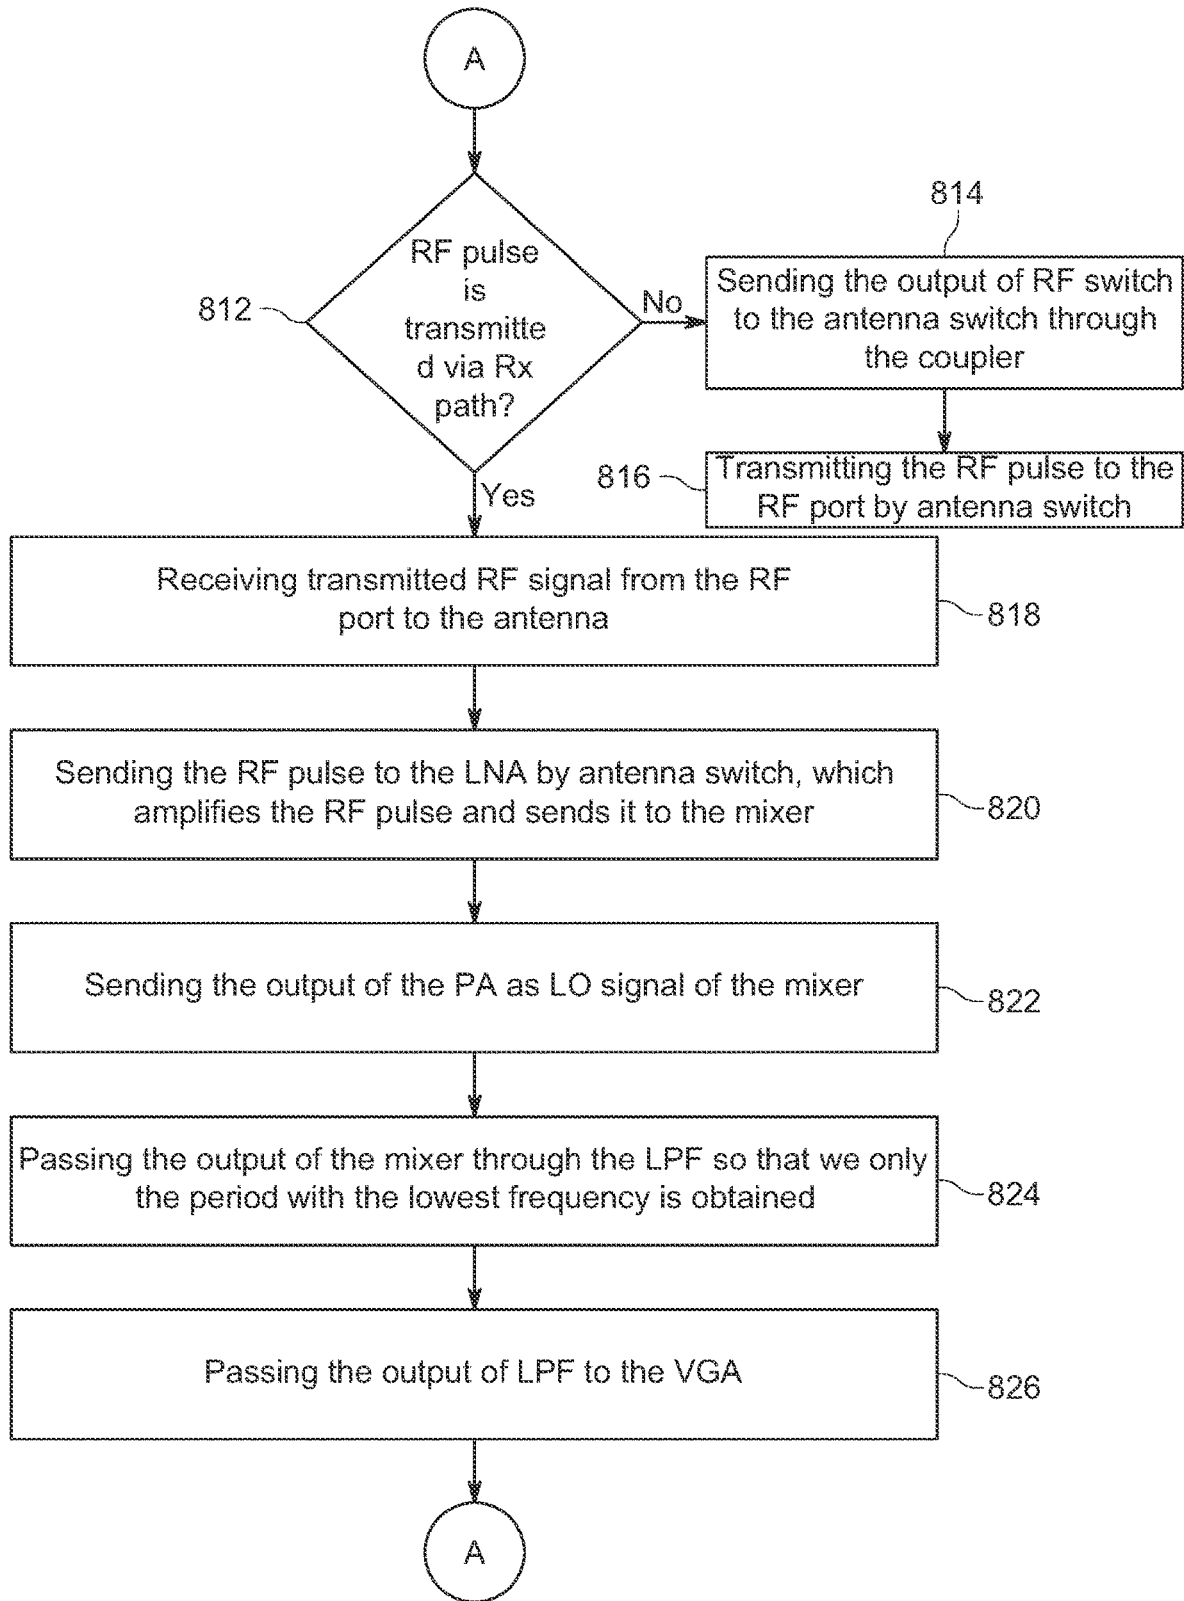 A
RF pulse
is
transmitte
d via Rx
path?
812
No
814
Sending the output of RF switch
to the antenna switch through
the coupler
816
Transmitting the RF pulse to the
RF port by antenna switch
Yes
Receiving transmitted RF signal from the RF
port to the antenna
818
Sending the RF pulse to the LNA by antenna switch, which
amplifies the RF pulse and sends it to the mixer
820
Sending the output of the PA as LO signal of the mixer
822
Passing the output of the mixer through the LPF so that we only
the period with the lowest frequency is obtained
824
Passing the output of LPF to the VGA
826
A